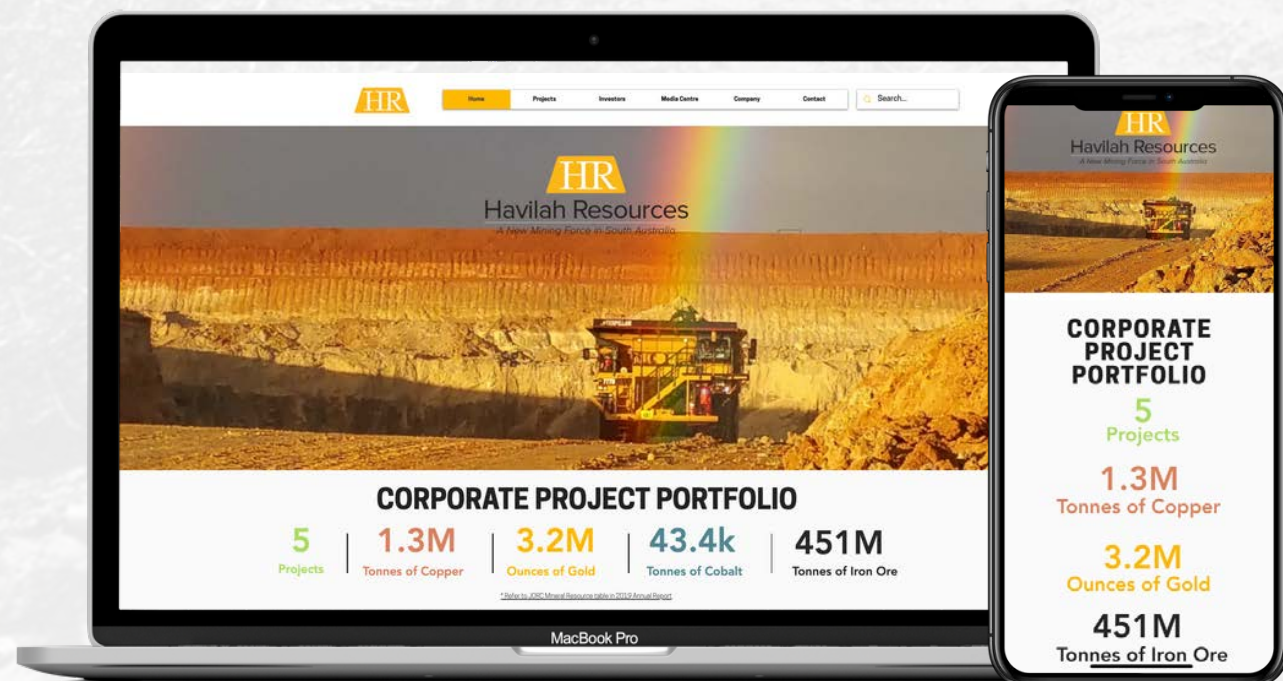 HR
Home Projects Investors Media Centre Company Contact Search...
HR
Havilah Resources
A New Mining Force in South Australia
CATERPILLAR
CORPORATE PROJECT PORTFOLIO
5 1.3M 3.2M 43.4k 451M
Projects Tonnes of Copper Ounces of Gold Tonnes of Cobalt Tonnes of Iron Ore
* Refer to JORC Mineral Resource table in 2019 Annual Report
MacBook Pro
HR
Havilah Resources
A New Mining Force in South Australia
CORPORATE
PROJECT
PORTFOLIO
5
Projects
1.3M
Tonnes of Copper
3.2M
Ounces of Gold
451M
Tonnes of Iron Ore